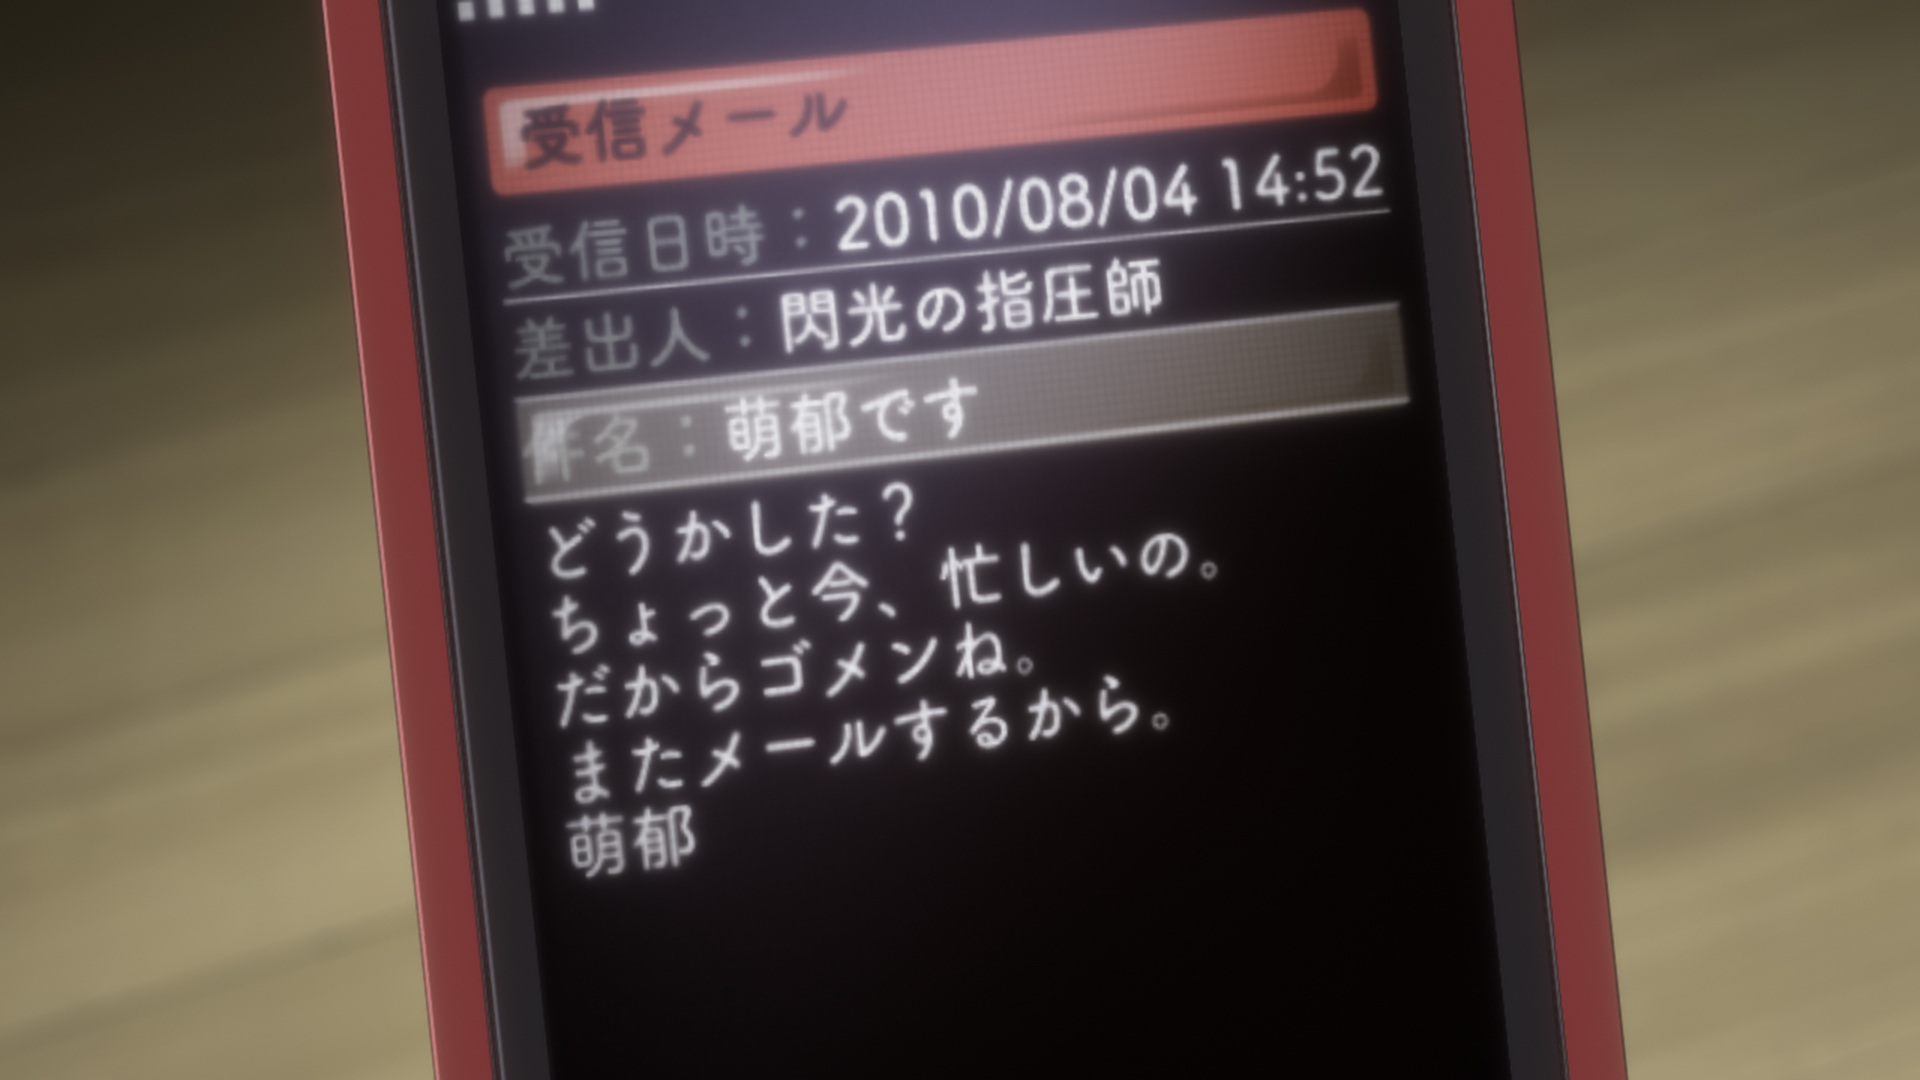 受信メール
受信日時：2010/08/04 14:52
差出人：閃光の指圧師
件名：萌郁です
どうかした？
ちょっと今、忙しいの。
だからゴメンね。
またメールするから。
萌郁